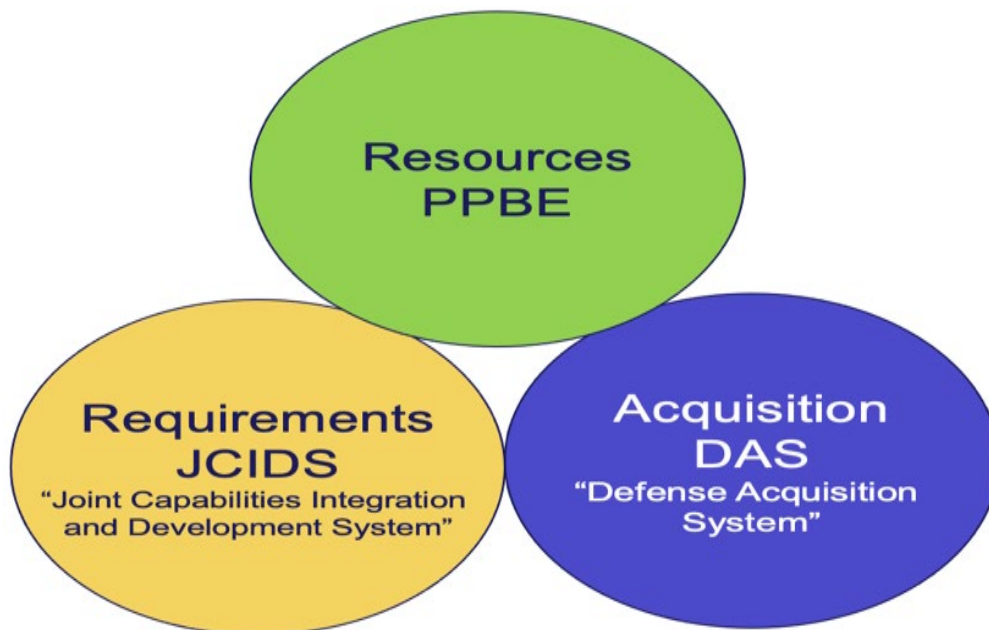 Resources
PPBE
Requirements
JCIDS
“Joint Capabilities Integration
and Development System”
Acquisition
DAS
“Defense Acquisition
System”